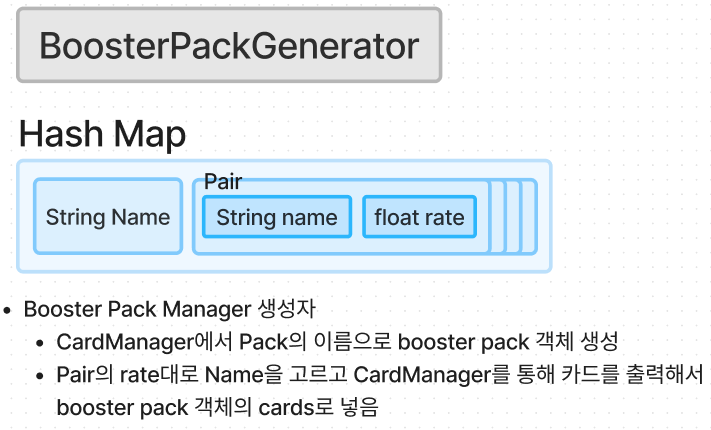 BoosterPackGenerator
Hash Map
Pair
String Name
String name
float rate
• Booster Pack Manager 생성자
• CardManager에서 Pack의 이름으로 booster pack 객체 생성
• Pair의 rate대로 Name을 고르고 CardManager를 통해 카드를 출력해서
booster pack 객체의 cards로 넣음